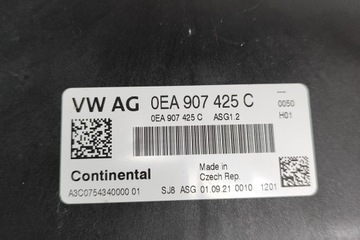 VW AG 0EA 907 425 C
---
0050
0EA 907 425 C ASG1.2
H01
Continental
Made in
Czech Rep.
A3C0754340000 01
SJ8 ASG 01.09.21 0010 1201